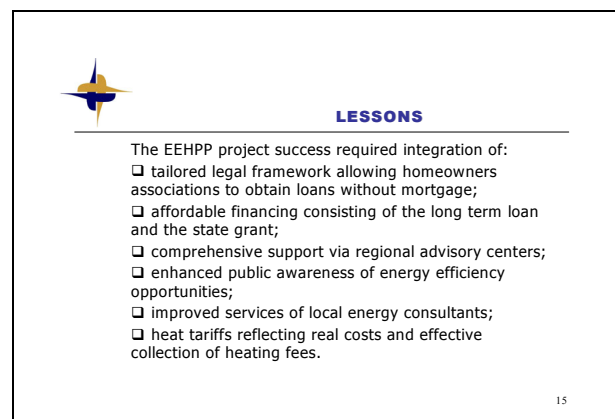 LESSONS
The EEHPP project success required integration of:
❑ tailored legal framework allowing homeowners
associations to obtain loans without mortgage;
❑ affordable financing consisting of the long term loan
and the state grant;
❑ comprehensive support via regional advisory centers;
❑ enhanced public awareness of energy efficiency
opportunities;
❑ improved services of local energy consultants;
❑ heat tariffs reflecting real costs and effective
collection of heating fees.
15